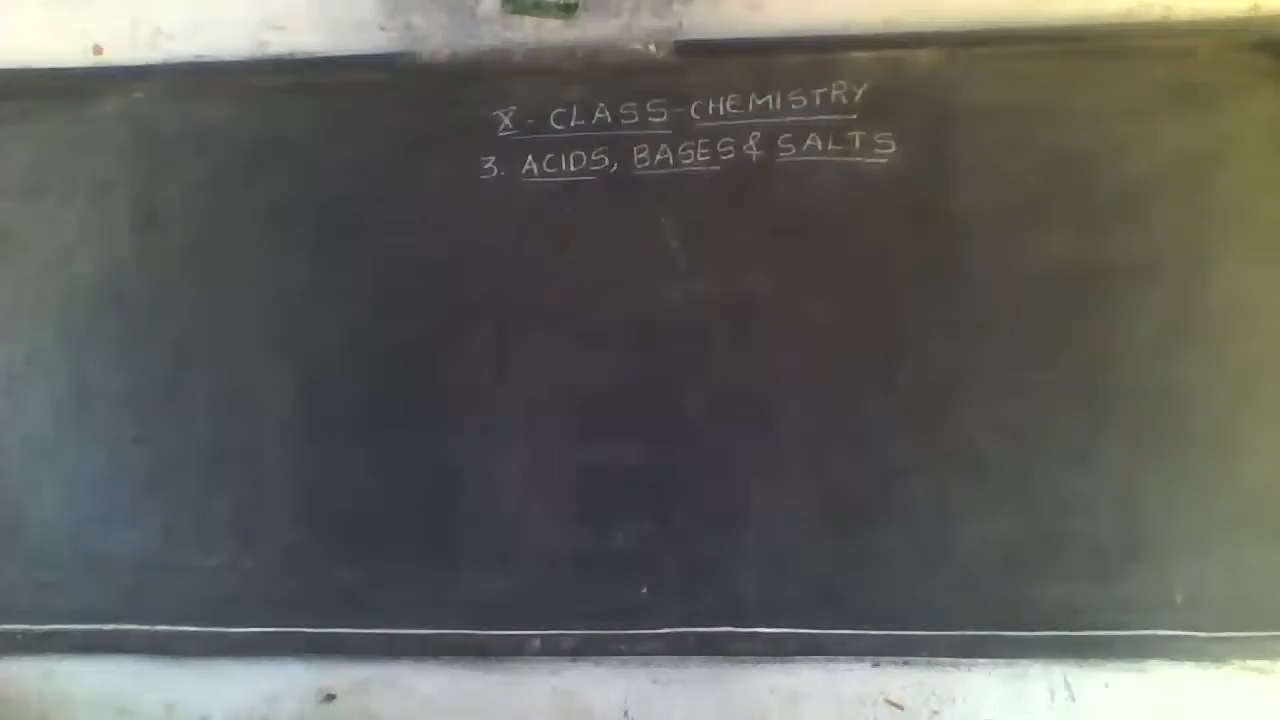 X - CLASS - CHEMISTRY
3. ACIDS, BASES & SALTS